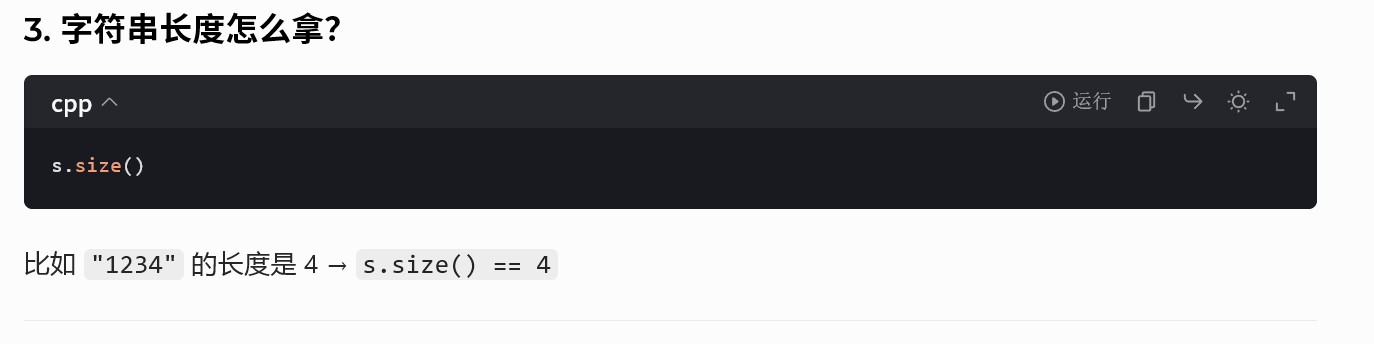 3. 字符串长度怎么拿？
cpp 运行
s.size()
比如 "1234" 的长度是 4 → s.size() == 4